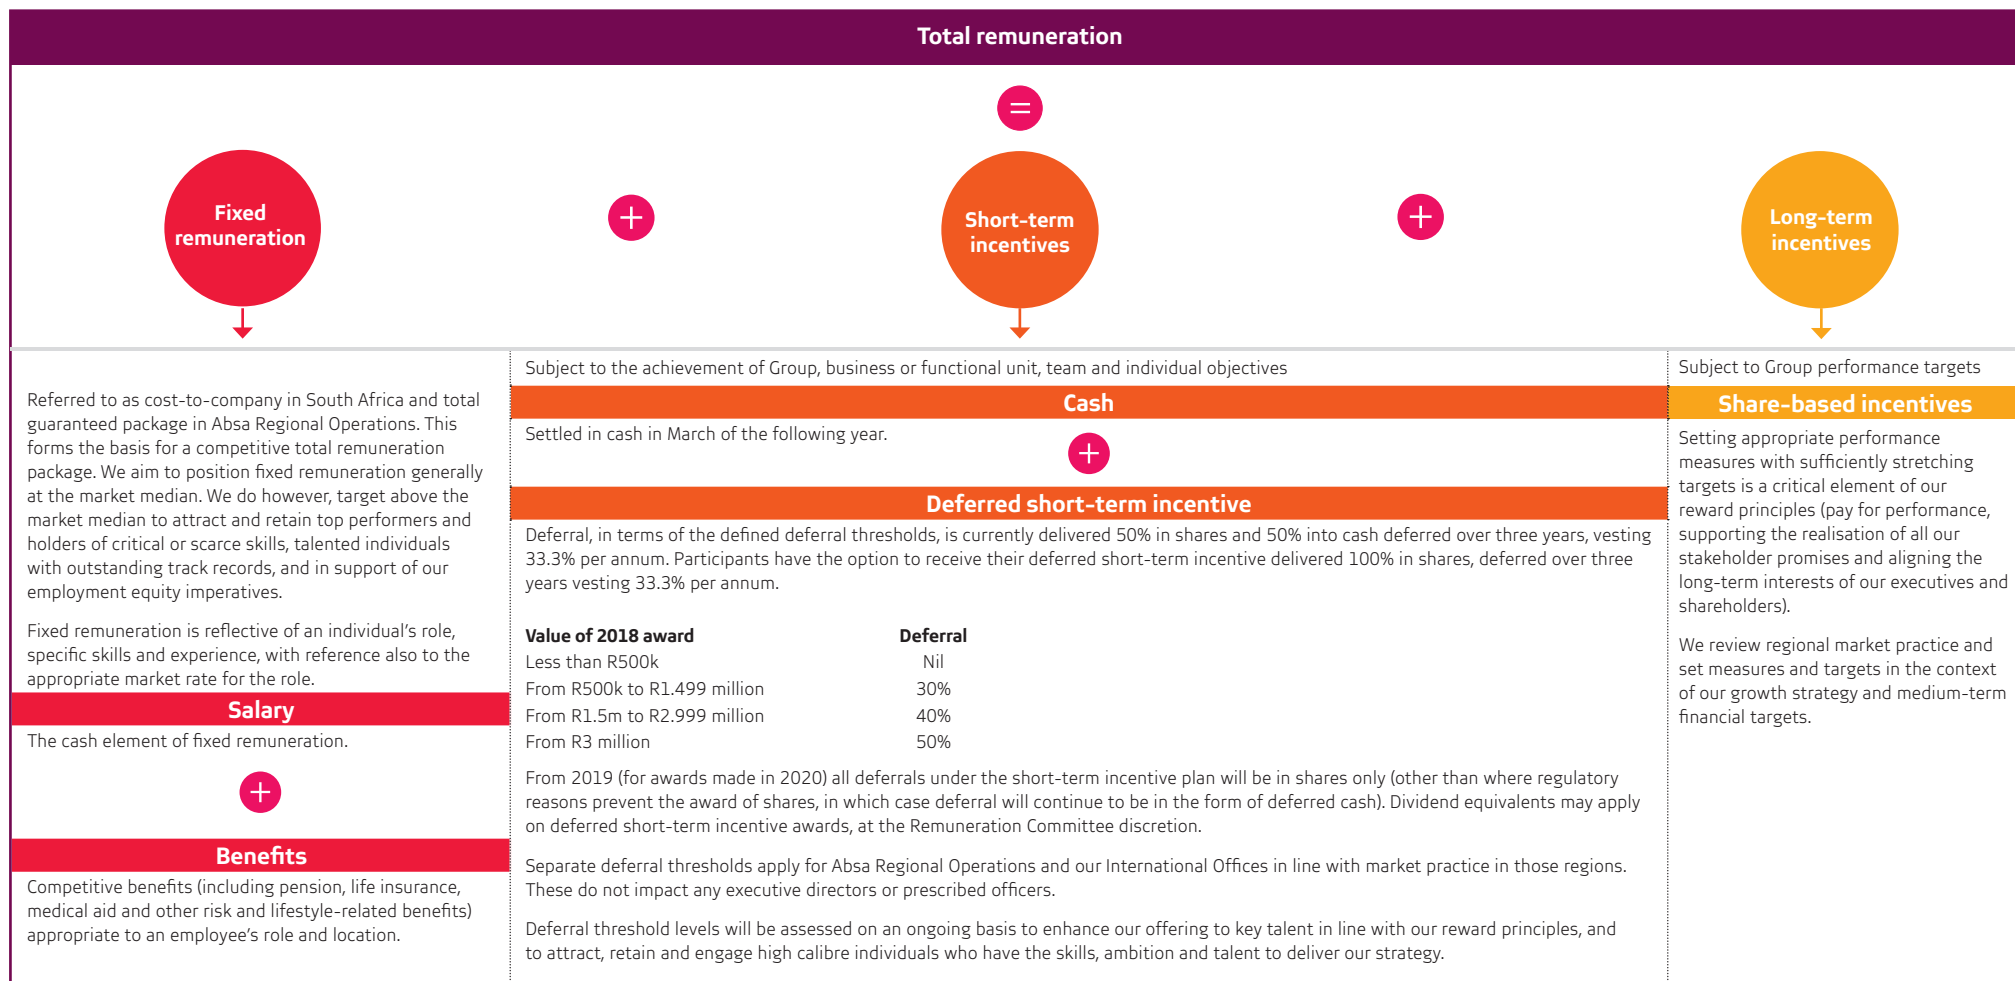 Total remuneration
=
Fixed
remuneration
+
Short-term
incentives
+
Long-term
incentives
Referred to as cost-to-company in South Africa and total
guaranteed package in Absa Regional Operations. This
forms the basis for a competitive total remuneration
package. We aim to position fixed remuneration generally
at the market median. We do however, target above the
market median to attract and retain top performers and
holders of critical or scarce skills, talented individuals
with outstanding track records, and in support of our
employment equity imperatives.
Fixed remuneration is reflective of an individual's role,
specific skills and experience, with reference also to the
appropriate market rate for the role.
Salary
The cash element of fixed remuneration.
+
Benefits
Competitive benefits (including pension, life insurance,
medical aid and other risk and lifestyle-related benefits)
appropriate to an employee's role and location.
Subject to the achievement of Group, business or functional unit, team and individual objectives
Cash
Settled in cash in March of the following year.
+
Deferred short-term incentive
Deferral, in terms of the defined deferral thresholds, is currently delivered 50% in shares and 50% into cash deferred over three years, vesting
33.3% per annum. Participants have the option to receive their deferred short-term incentive delivered 100% in shares, deferred over three
years vesting 33.3% per annum.
Value of 2018 award Deferral
Less than R500k Nil
From R500k to R1.499 million 30%
From R1.5m to R2.999 million 40%
From R3 million 50%
From 2019 (for awards made in 2020) all deferrals under the short-term incentive plan will be in shares only (other than where regulatory
reasons prevent the award of shares, in which case deferral will continue to be in the form of deferred cash). Dividend equivalents may apply
on deferred short-term incentive awards, at the Remuneration Committee discretion.
Separate deferral thresholds apply for Absa Regional Operations and our International Offices in line with market practice in those regions.
These do not impact any executive directors or prescribed officers.
Deferral threshold levels will be assessed on an ongoing basis to enhance our offering to key talent in line with our reward principles, and
to attract, retain and engage high calibre individuals who have the skills, ambition and talent to deliver our strategy.
Subject to Group performance targets
Share-based incentives
Setting appropriate performance
measures with sufficiently stretching
targets is a critical element of our
reward principles (pay for performance,
supporting the realisation of all our
stakeholder promises and aligning the
long-term interests of our executives and
shareholders).
We review regional market practice and
set measures and targets in the context
of our growth strategy and medium-term
financial targets.